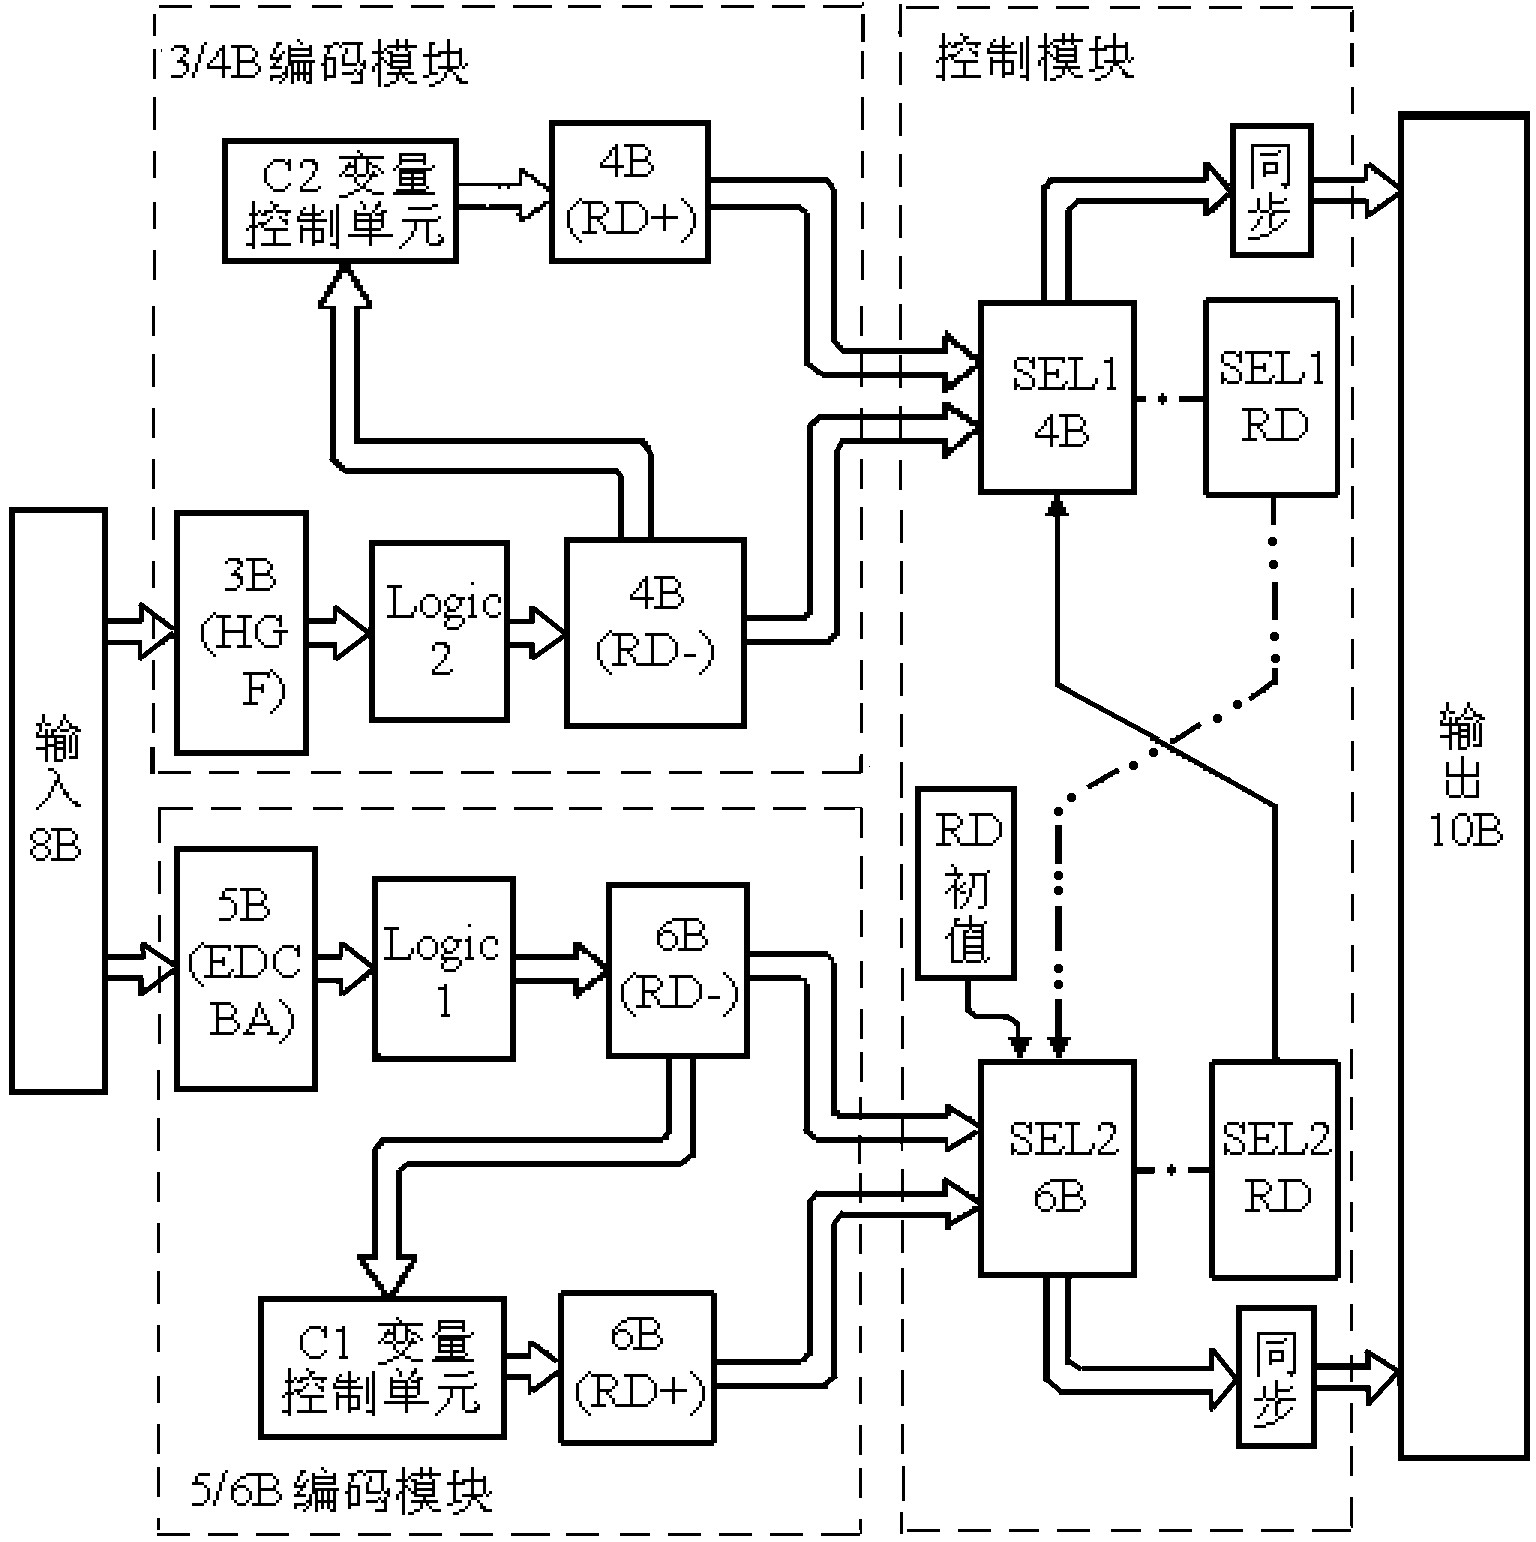 3/4B 编码模块
控制模块
C2 变量
控制单元
4B
(RD+)
同
步
SEL1
4B
SEL1
RD
3B
(HG
F)
Logic
2
4B
(RD-)
输
入
8B
输
出
10B
RD
初
值
5B
(EDC
BA)
Logic
1
6B
(RD-)
SEL2
6B
SEL2
RD
C1 变量
控制单元
6B
(RD+)
同
步
5/6B 编码模块